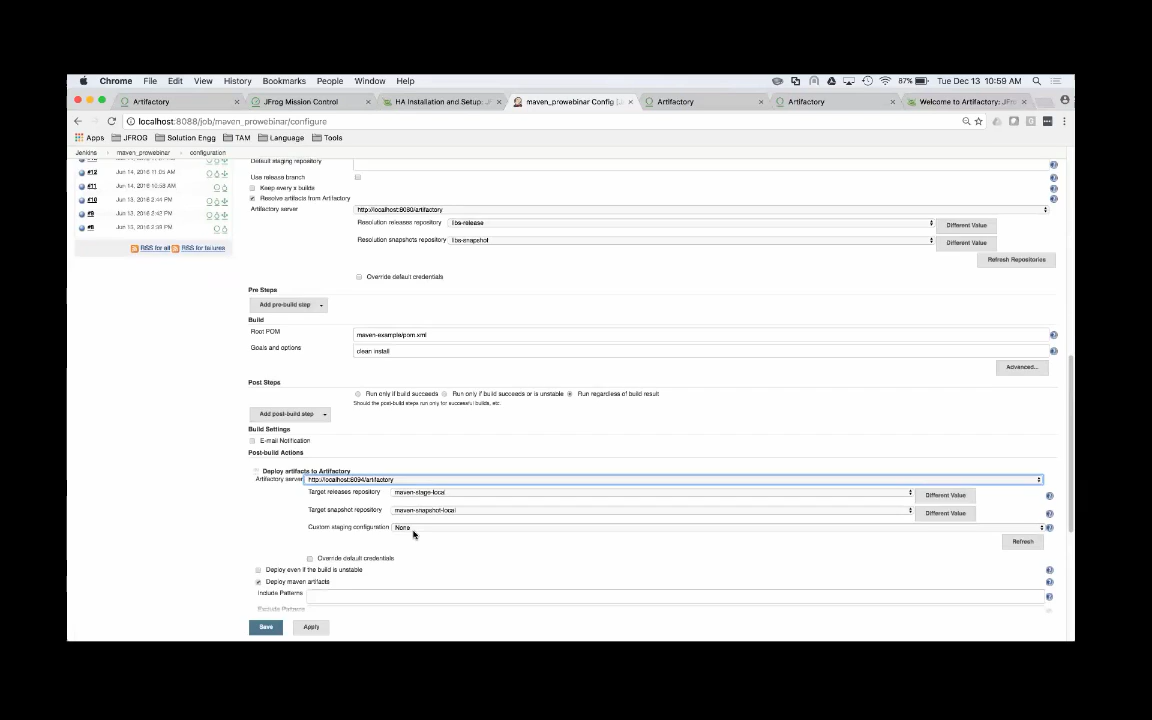 Chrome File Edit View History Bookmarks People Window Help 87% Tue Dec 13 10:59 AM
Artifactory × JFrog Mission Control × HA Installation and Setup: J × maven_prowebinar Config [J × Artifactory × Artifactory × Welcome to Artifactory: JFr ×
localhost:8088/job/maven_prowebinar/configure
Apps JFROG Solution Engg TAM Language Tools
Jenkins maven_prowebinar configuration
Default staging repository
#12 Jun 14, 2016 11:05 AM
Use release branch
#11 Jun 14, 2016 10:53 AM
Keep every x builds
#10 Jun 13, 2016 2:44 PM
Resolve artifacts from Artifactory
#9 Jun 13, 2016 2:42 PM
Artifactory server http://localhost:8080/artifactory
#8 Jun 13, 2016 2:39 PM
Resolution releases repository libs-release Different Value
Resolution snapshots repository libs-snapshot Different Value
RSS for all RSS for failures
Refresh Repositories
Override default credentials
Pre Steps
Add pre-build step
Build
Root POM maven-example/pom.xml
Goals and options clean install
Advanced...
Post Steps
Run only if build succeeds Run only if build succeeds or is unstable Run regardless of build result
Should the post-build steps run only for successful builds, etc.
Add post-build step
Build Settings
E-mail Notification
Post-build Actions
Deploy artifacts to Artifactory
Artifactory server http://localhost:8094/artifactory
Target releases repository maven-stage-local Different Value
Target snapshot repository maven-snapshot-local Different Value
Custom staging configuration None
Refresh
Override default credentials
Deploy even if the build is unstable
Deploy maven artifacts
Include Patterns
Exclude Patterns
Save Apply